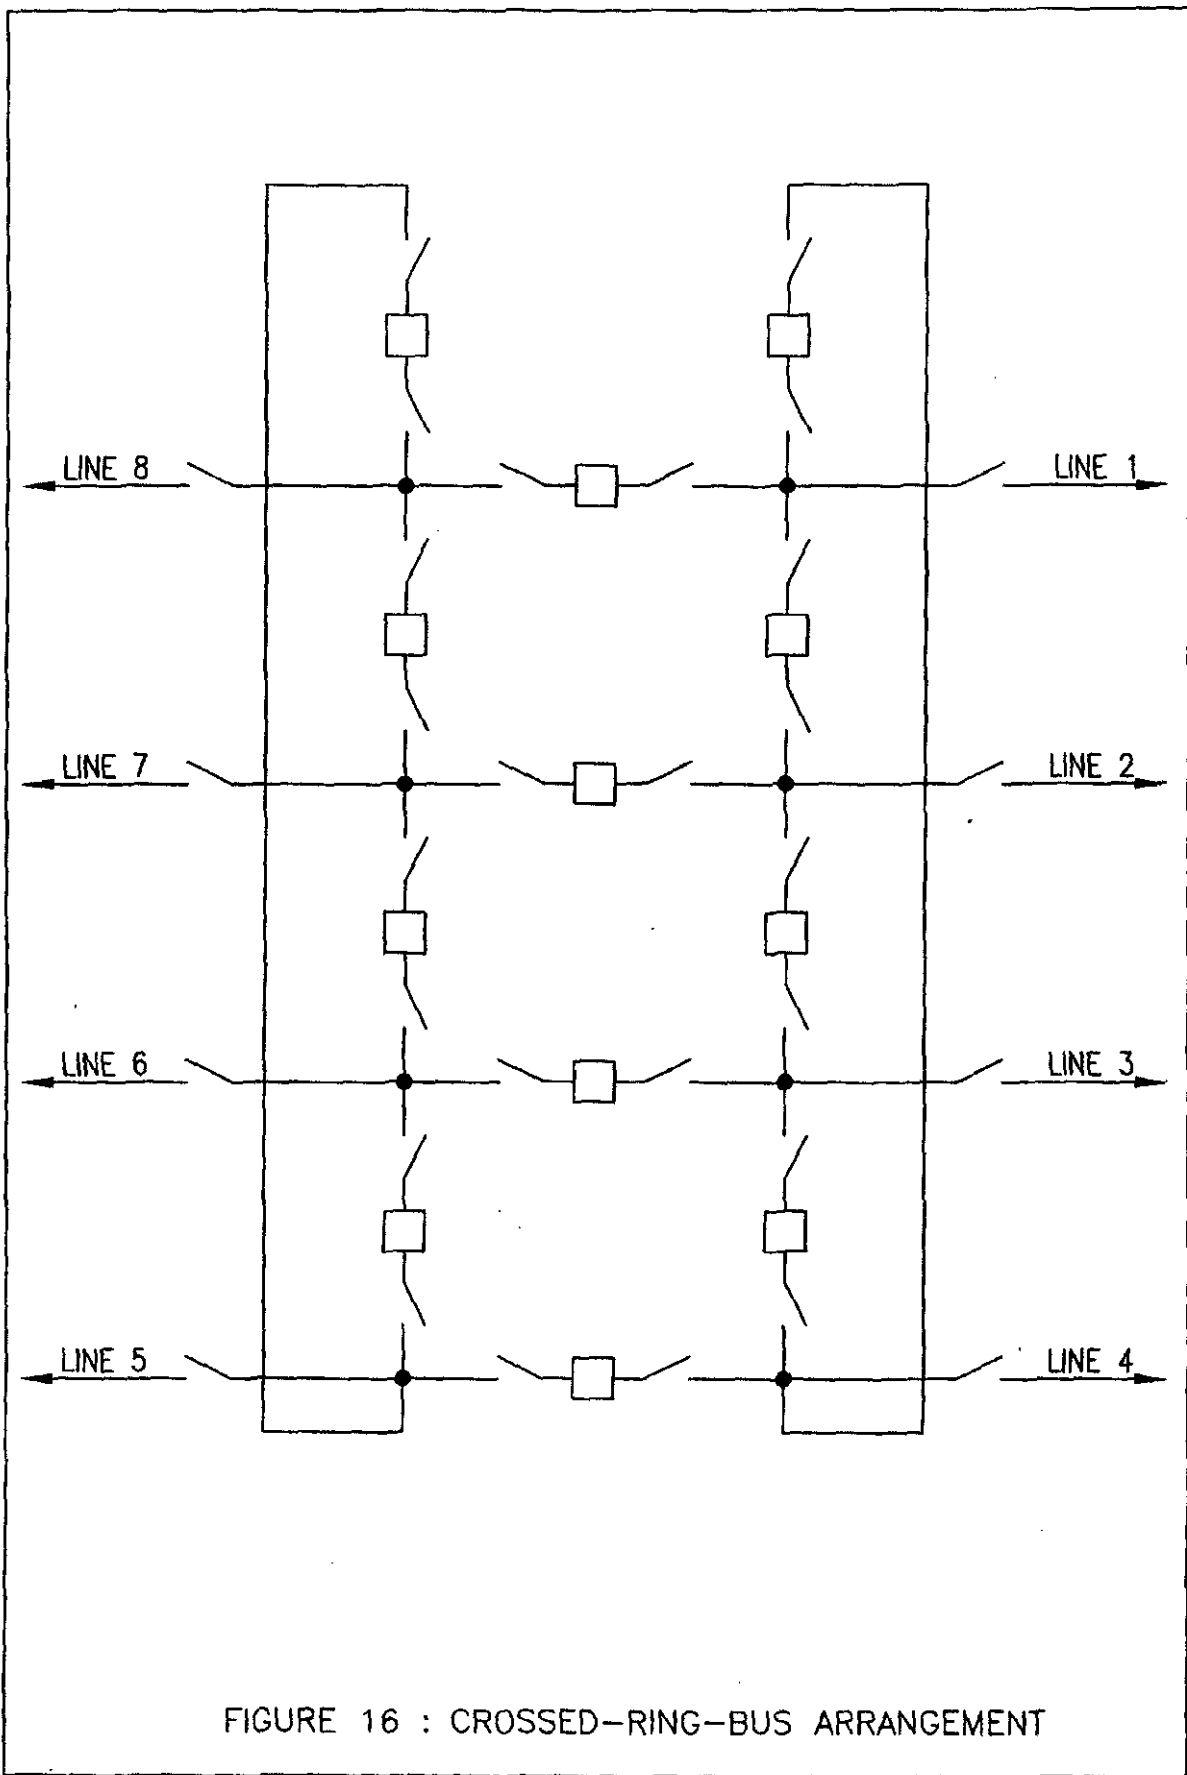 LINE 8
LINE 1
LINE 7
LINE 2
LINE 6
LINE 3
LINE 5
LINE 4
FIGURE 16 : CROSSED-RING-BUS ARRANGEMENT